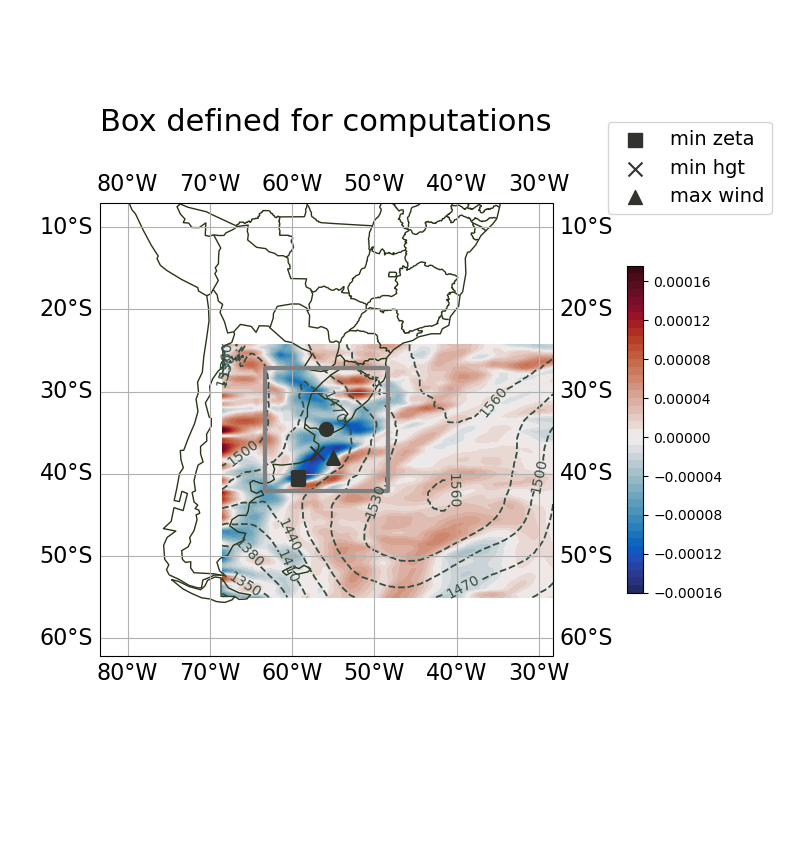 Box defined for computations
min zeta
min hgt
max wind
80°W 70°W 60°W 50°W 40°W 30°W
10°S 10°S
20°S 20°S
30°S 30°S
40°S 40°S
50°S 50°S
60°S 60°S
80°W 70°W 60°W 50°W 40°W 30°W
1560
1500
1500
1560
1530
1440
1380
1350
1470
0.00016
0.00012
0.00008
0.00004
0.00000
−0.00004
−0.00008
−0.00012
−0.00016